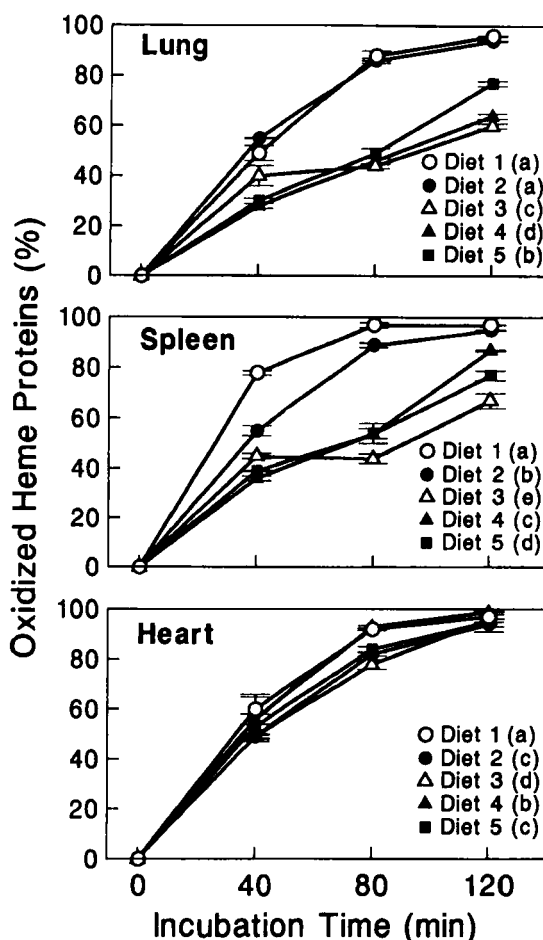 Oxidized Heme Proteins (%)
Lung
100
80
60
40
20
0
Diet 1 (a)
Diet 2 (a)
Diet 3 (c)
Diet 4 (d)
Diet 5 (b)
Spleen
100
80
60
40
20
0
Diet 1 (a)
Diet 2 (b)
Diet 3 (e)
Diet 4 (c)
Diet 5 (d)
Heart
100
80
60
40
20
0
Diet 1 (a)
Diet 2 (c)
Diet 3 (d)
Diet 4 (b)
Diet 5 (c)
0 40 80 120
Incubation Time (min)